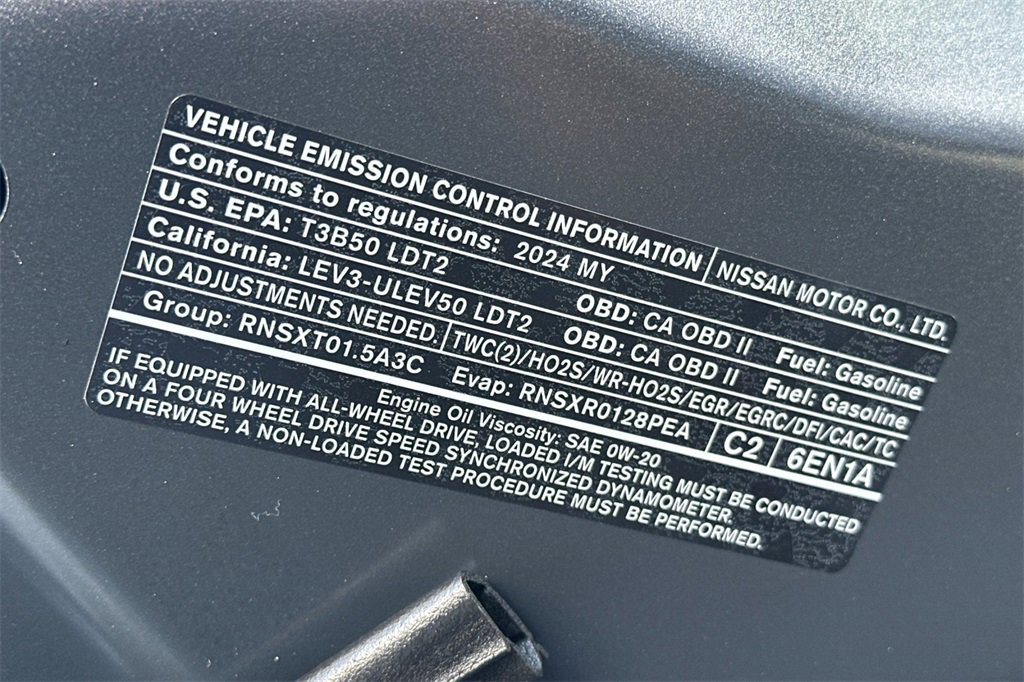 VEHICLE EMISSION CONTROL INFORMATION NISSAN MOTOR CO., LTD.
Conforms to regulations: 2024 MY
U.S. EPA: T3B50 LDT2 OBD: CA OBD II Fuel: Gasoline
California: LEV3-ULEV50 LDT2 OBD: CA OBD II Fuel: Gasoline
NO ADJUSTMENTS NEEDED. TWC(2)/HO2S/WR-HO2S/EGR/EGRC/DFI/CAC/TC
Group: RNSXT01.5A3C Evap: RNSXR0128PEA C2 6EN1A
Engine Oil Viscosity: SAE 0W-20
IF EQUIPPED WITH ALL-WHEEL DRIVE, LOADED I/M TESTING MUST BE CONDUCTED
ON A FOUR WHEEL DRIVE SPEED SYNCHRONIZED DYNAMOMETER.
OTHERWISE, A NON-LOADED TEST PROCEDURE MUST BE PERFORMED.